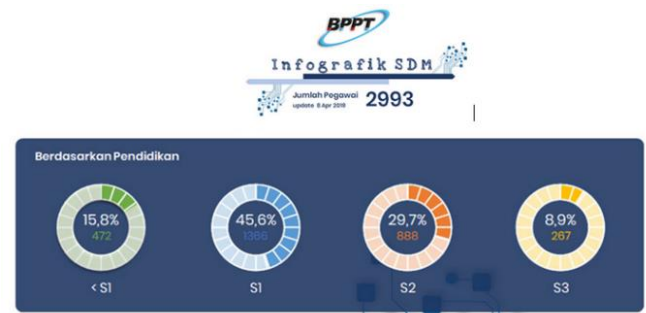 BPPT
Infografik SDM
Jumlah Pegawai
update 8 Apr 2019
2993
Berdasarkan Pendidikan
15,8%
472
45,6%
1366
29,7%
888
8,9%
267
< S1
S1
S2
S3